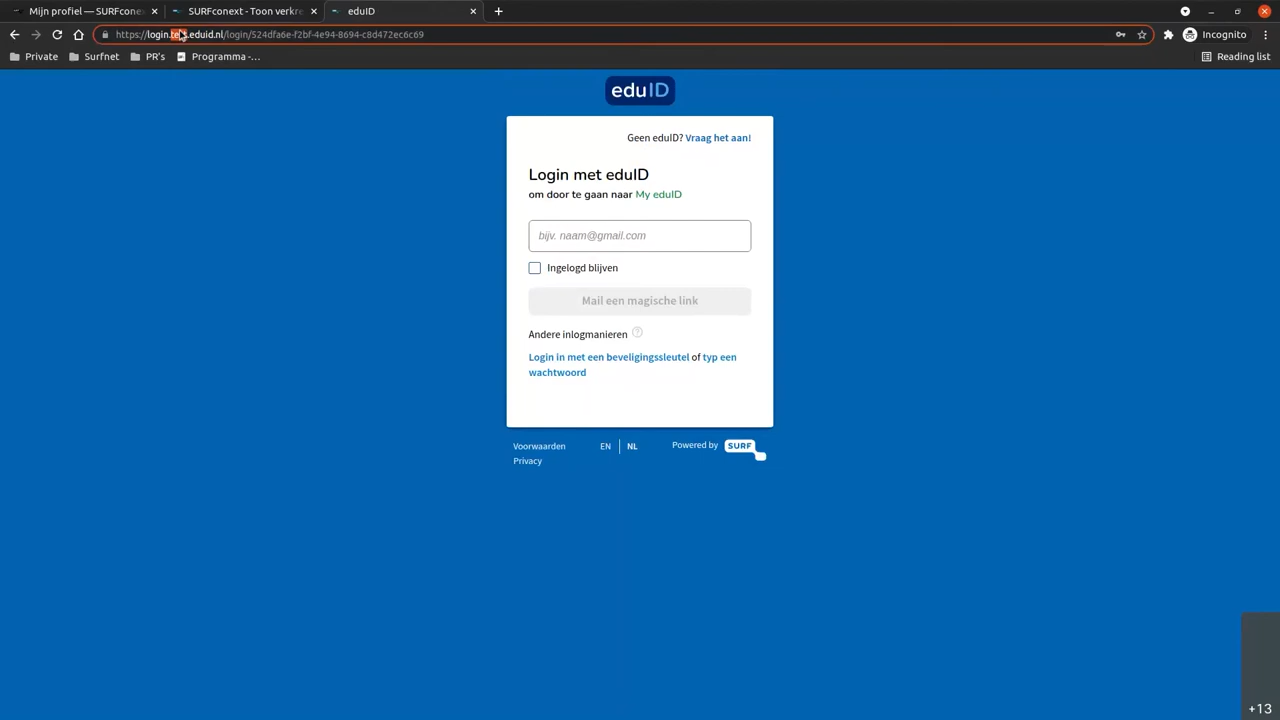 Mijn profiel — SURFcone
SURFconext - Toon verkre
eduID
https://login.test.eduid.nl/login/524dfa6e-f2bf-4e94-8694-c8d472ec6c69
Incognito
Private
Surfnet
PR's
Programma -...
Reading list
eduID
Geen eduID? Vraag het aan!
Login met eduID
om door te gaan naar My eduID
bijv. naam@gmail.com
Ingelogd blijven
Mail een magische link
Andere inlogmanieren ?
Login in met een beveligingssleutel of typ een
wachtwoord
Voorwaarden
EN | NL
Powered by SURF
Privacy
+13